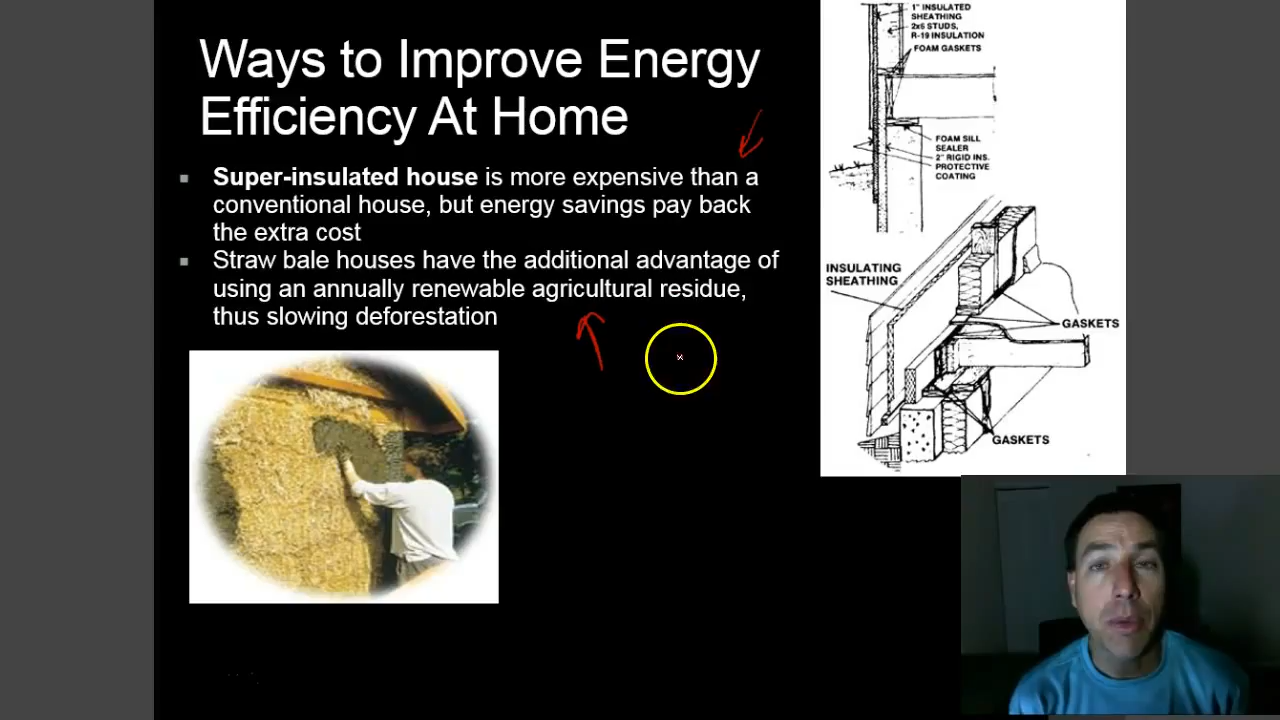 Ways to Improve Energy
Efficiency At Home
Super-insulated house is more expensive than a
conventional house, but energy savings pay back
the extra cost
Straw bale houses have the additional advantage of
using an annually renewable agricultural residue,
thus slowing deforestation
1" INSULATED
SHEATHING
2x6 STUDS,
R-19 INSULATION
FOAM GASKETS
FOAM SILL
SEALER
2" RIGID INS.
PROTECTIVE
COATING
INSULATING
SHEATHING
GASKETS
GASKETS